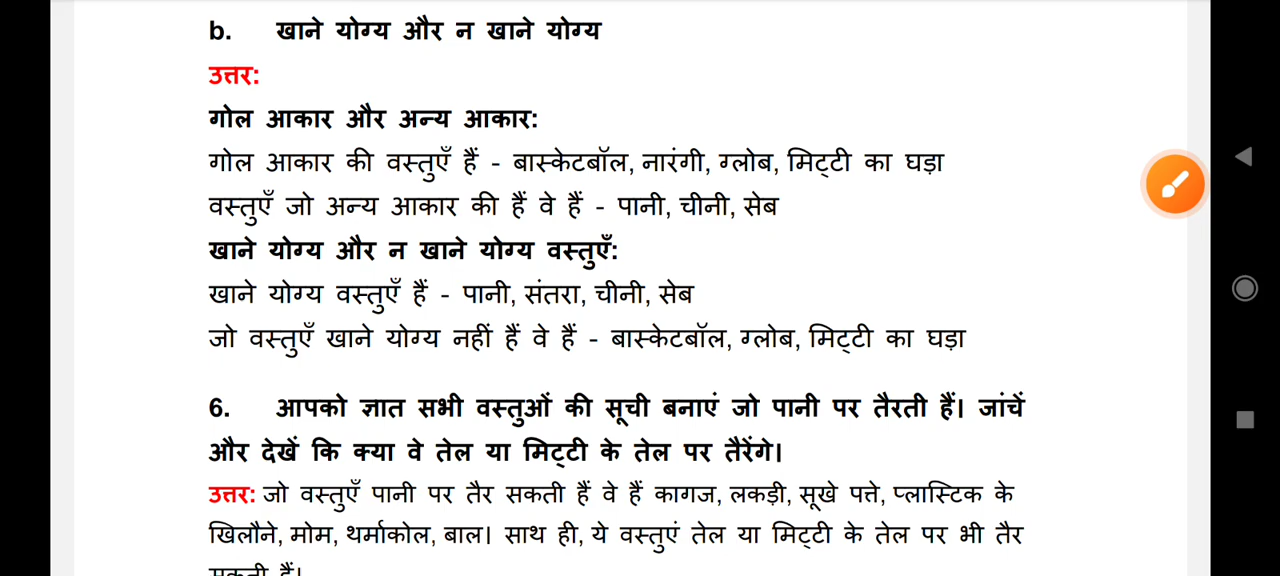 b. खाने योग्य और न खाने योग्य
उत्तर:
गोल आकार और अन्य आकार:
गोल आकार की वस्तुएँ हैं - बास्केटबॉल, नारंगी, ग्लोब, मिट्टी का घड़ा
वस्तुएँ जो अन्य आकार की हैं वे हैं - पानी, चीनी, सेब
खाने योग्य और न खाने योग्य वस्तुएँ:
खाने योग्य वस्तुएँ हैं - पानी, संतरा, चीनी, सेब
जो वस्तुएँ खाने योग्य नहीं हैं वे हैं - बास्केटबॉल, ग्लोब, मिट्टी का घड़ा
6. आपको ज्ञात सभी वस्तुओं की सूची बनाएं जो पानी पर तैरती हैं। जांचें
और देखें कि क्या वे तेल या मिट्टी के तेल पर तैरेंगे।
उत्तर: जो वस्तुएँ पानी पर तैर सकती हैं वे हैं कागज, लकड़ी, सूखे पत्ते, प्लास्टिक के
खिलौने, मोम, थर्माकोल, बाल। साथ ही, ये वस्तुएं तेल या मिट्टी के तेल पर भी तैर
सकती हैं।